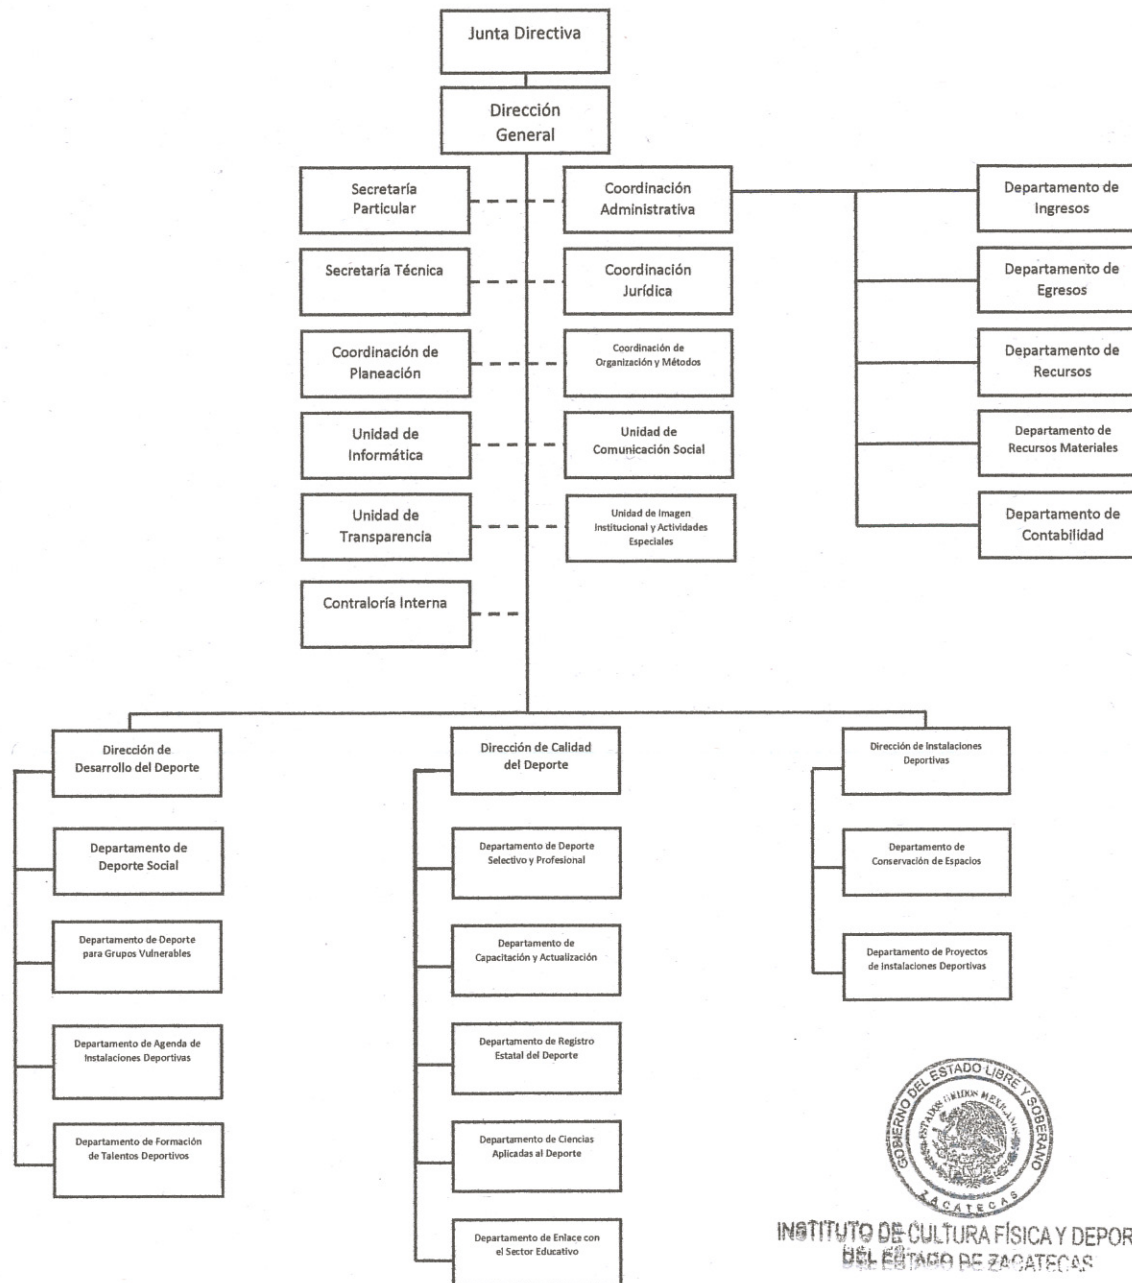 Junta Directiva
Dirección
General
Secretaría
Particular
Coordinación
Administrativa
Departamento de
Ingresos
Secretaría Técnica
Coordinación
Jurídica
Departamento de
Egresos
Coordinación de
Planeación
Coordinación de
Organización y Métodos
Departamento de
Recursos
Unidad de
Informática
Unidad de
Comunicación Social
Departamento de
Recursos Materiales
Unidad de
Transparencia
Unidad de Imagen
Institucional y Actividades
Especiales
Departamento de
Contabilidad
Contraloría Interna
Dirección de
Desarrollo del Deporte
Departamento de
Deporte Social
Departamento de Deporte
para Grupos Vulnerables
Departamento de Agenda de
Instalaciones Deportivas
Departamento de Formación
de Talentos Deportivos
Dirección de Calidad
del Deporte
Departamento de Deporte
Selectivo y Profesional
Departamento de
Capacitación y Actualización
Departamento de Registro
Estatal del Deporte
Departamento de Ciencias
Aplicadas al Deporte
Departamento de Enlace con
el Sector Educativo
Dirección de Instalaciones
Deportivas
Departamento de
Conservación de Espacios
Departamento de Proyectos
de Instalaciones Deportivas
GOBIERNO DEL ESTADO LIBRE Y SOBERANO
ESTADOS UNIDOS MEXICANOS
ZACATECAS
INSTITUTO DE CULTURA FÍSICA Y DEPOR
DEL ESTADO DE ZACATECAS